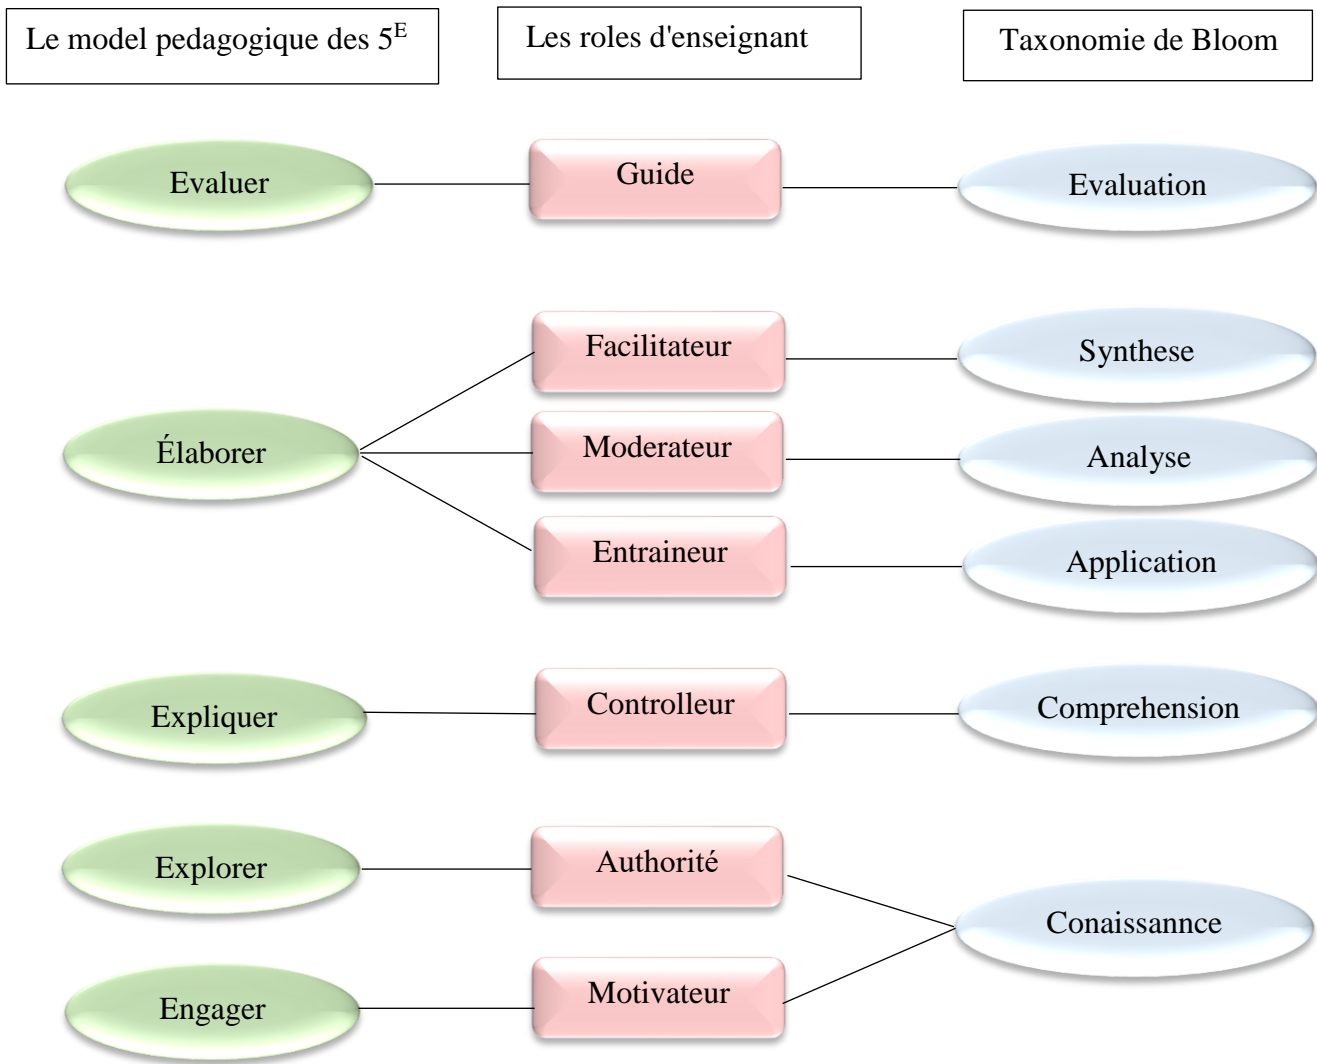 Le model pedagogique des 5E
Les roles d'enseignant
Taxonomie de Bloom
Evaluer
Guide
Evaluation
Facilitateur
Synthese
Élaborer
Moderateur
Analyse
Entraineur
Application
Expliquer
Controlleur
Comprehension
Explorer
Authorité
Conaissannce
Engager
Motivateur